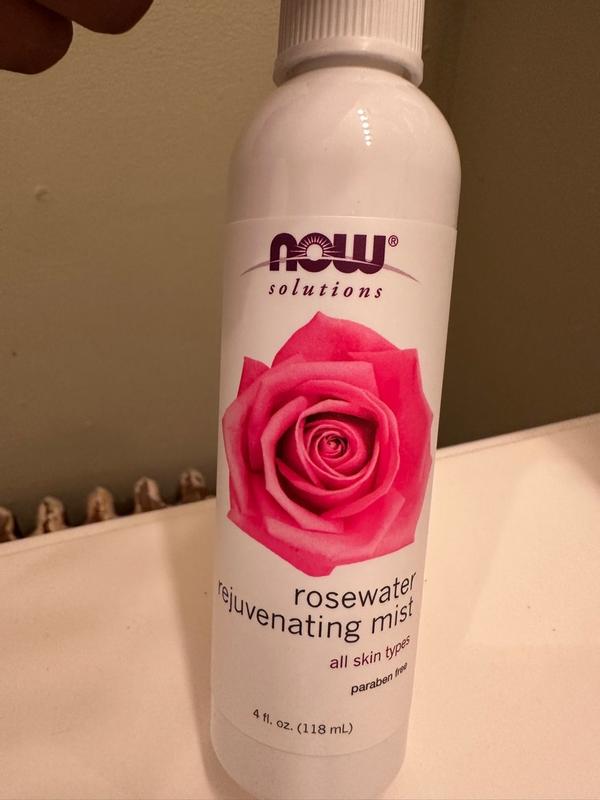 now®
solutions
rosewater
rejuvenating mist
all skin types
paraben free
4 fl. oz. (118 mL)